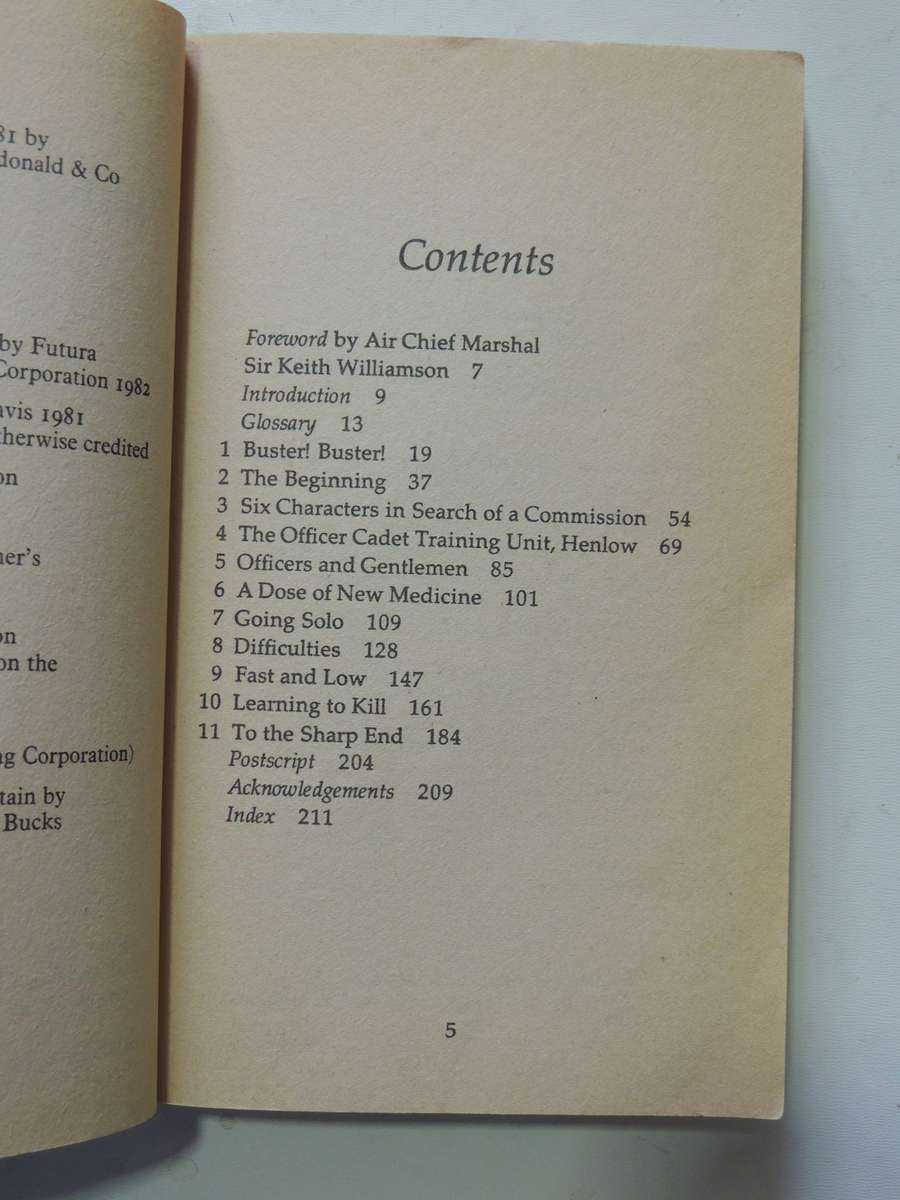 81 by
donald & Co
by Futura
Corporation 1982
avis 1981
therwise credited
on
ner's
on
on the
ng Corporation)
tain by
Bucks
Contents
Foreword by Air Chief Marshal
Sir Keith Williamson 7
Introduction 9
Glossary 13
1 Buster! Buster! 19
2 The Beginning 37
3 Six Characters in Search of a Commission 54
4 The Officer Cadet Training Unit, Henlow 69
5 Officers and Gentlemen 85
6 A Dose of New Medicine 101
7 Going Solo 109
8 Difficulties 128
9 Fast and Low 147
10 Learning to Kill 161
11 To the Sharp End 184
Postscript 204
Acknowledgements 209
Index 211
5